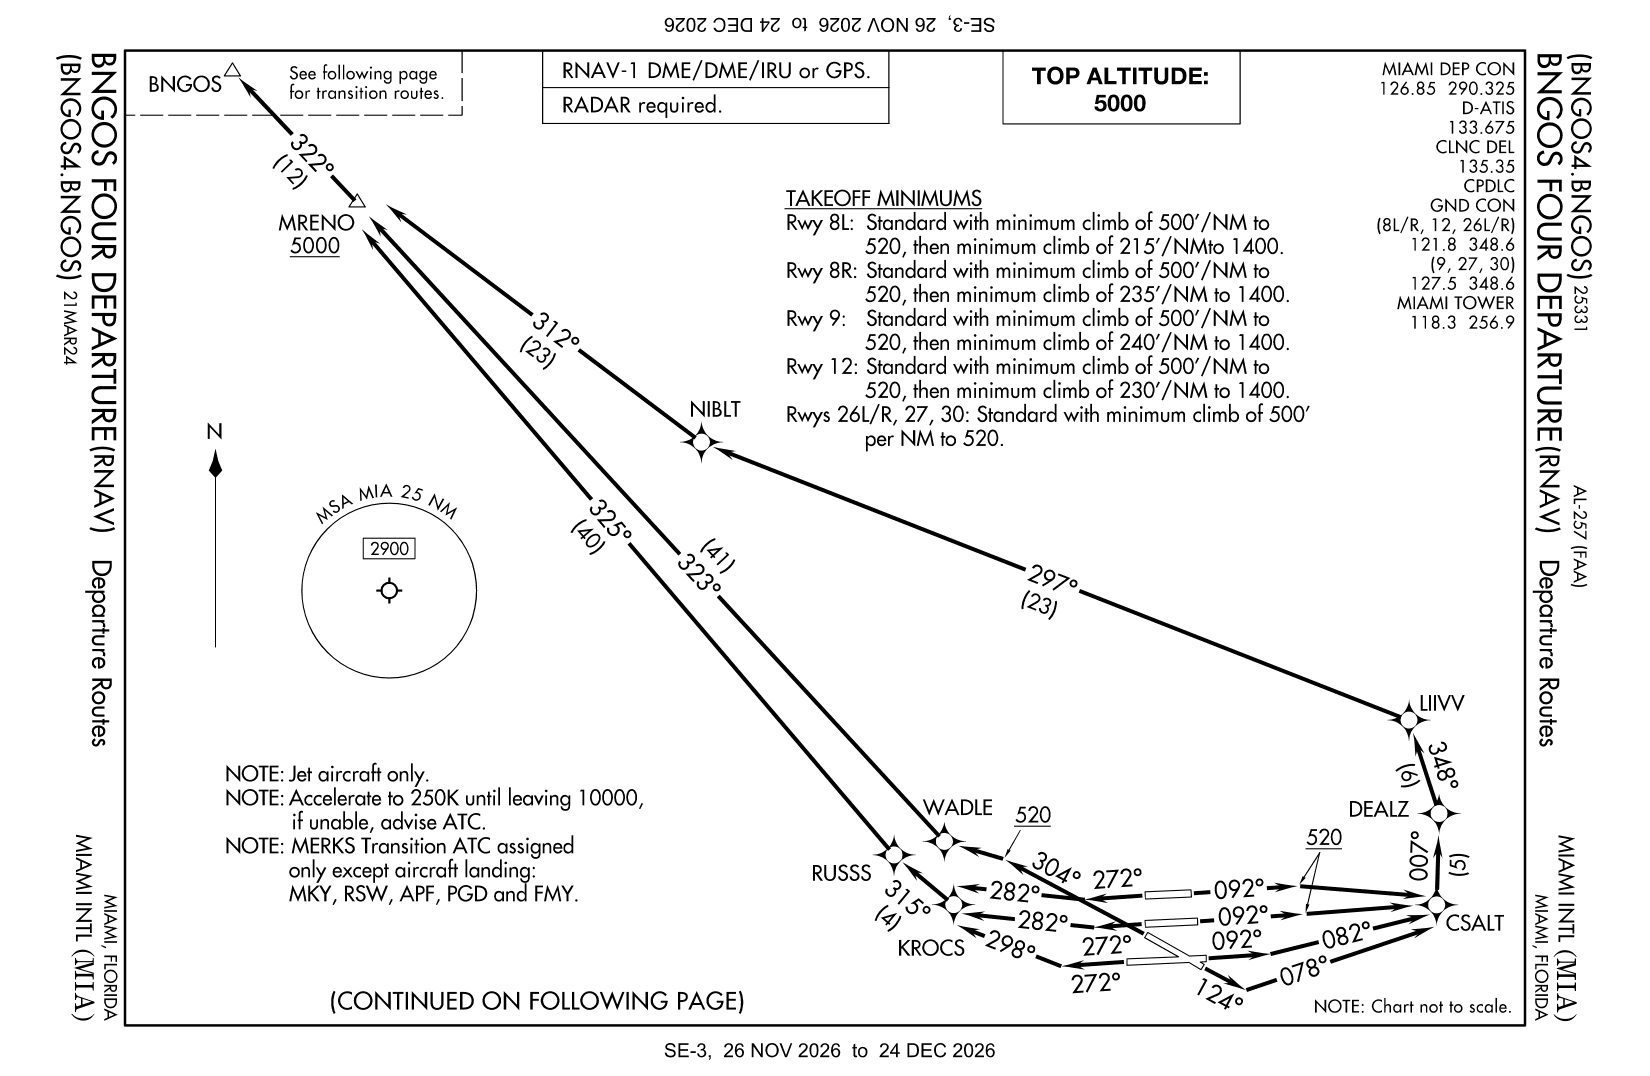 SE-3, 26 NOV 2026 to 24 DEC 2026
(BNGOS4.BNGOS) 21MAR24
BNGOS FOUR DEPARTURE (RNAV) Departure Routes
MIAMI INTL (MIA)
MIAMI, FLORIDA
(BNGOS4.BNGOS) 25331
BNGOS FOUR DEPARTURE (RNAV) Departure Routes
AL-257 (FAA)
MIAMI INTL (MIA)
MIAMI, FLORIDA
BNGOS
See following page
for transition routes.
RNAV-1 DME/DME/IRU or GPS.
RADAR required.
TOP ALTITUDE:
5000
MIAMI DEP CON
126.85 290.325
D-ATIS
133.675
CLNC DEL
135.35
CPDLC
GND CON
(8L/R, 12, 26L/R)
121.8 348.6
(9, 27, 30)
127.5 348.6
MIAMI TOWER
118.3 256.9
322°
(12)
MRENO
5000
TAKEOFF MINIMUMS
Rwy 8L: Standard with minimum climb of 500'/NM to
520, then minimum climb of 215'/NMto 1400.
Rwy 8R: Standard with minimum climb of 500'/NM to
520, then minimum climb of 235'/NM to 1400.
Rwy 9: Standard with minimum climb of 500'/NM to
520, then minimum climb of 240'/NM to 1400.
Rwy 12: Standard with minimum climb of 500'/NM to
520, then minimum climb of 230'/NM to 1400.
Rwys 26L/R, 27, 30: Standard with minimum climb of 500'
per NM to 520.
312°
(23)
NIBLT
N
MSA MIA 25 NM
2900
325°
(40)
(41)
323°
297°
(23)
LIIVV
348°
(6)
DEALZ
007°
(5)
NOTE: Jet aircraft only.
NOTE: Accelerate to 250K until leaving 10000,
if unable, advise ATC.
NOTE: MERKS Transition ATC assigned
only except aircraft landing:
MKY, RSW, APF, PGD and FMY.
WADLE
520
520
RUSSS
304°
315°
(4)
282°
272°
092°
282°
272°
092°
KROCS
298°
272°
092°
082°
CSALT
124°
078°
(CONTINUED ON FOLLOWING PAGE)
NOTE: Chart not to scale.
SE-3, 26 NOV 2026 to 24 DEC 2026